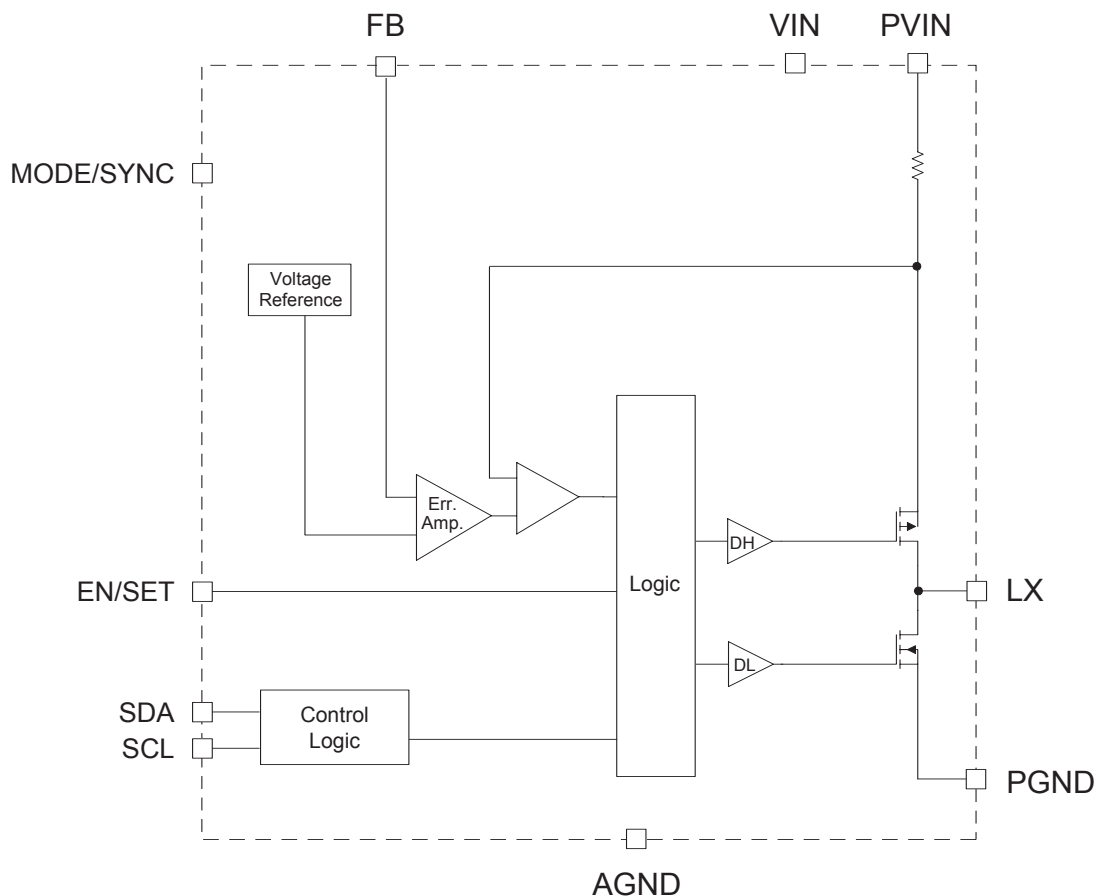 FB
VIN
PVIN
MODE/SYNC
Voltage
Reference
Err.
Amp.
DH
EN/SET
Logic
LX
DL
SDA
SCL
Control
Logic
PGND
AGND